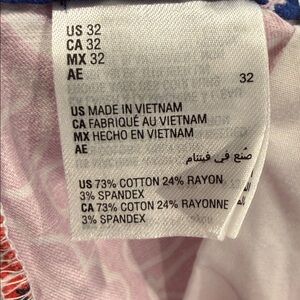 US 32
CA 32
MX 32
AE
32
US MADE IN VIETNAM
CA FABRIQUÉ AU VIETNAM
MX HECHO EN VIETNAM
AE
صنع في فيتنام
US 73% COTTON 24% RAYON
3% SPANDEX
CA 73% COTON 24% RAYONNE
3% SPANDEX